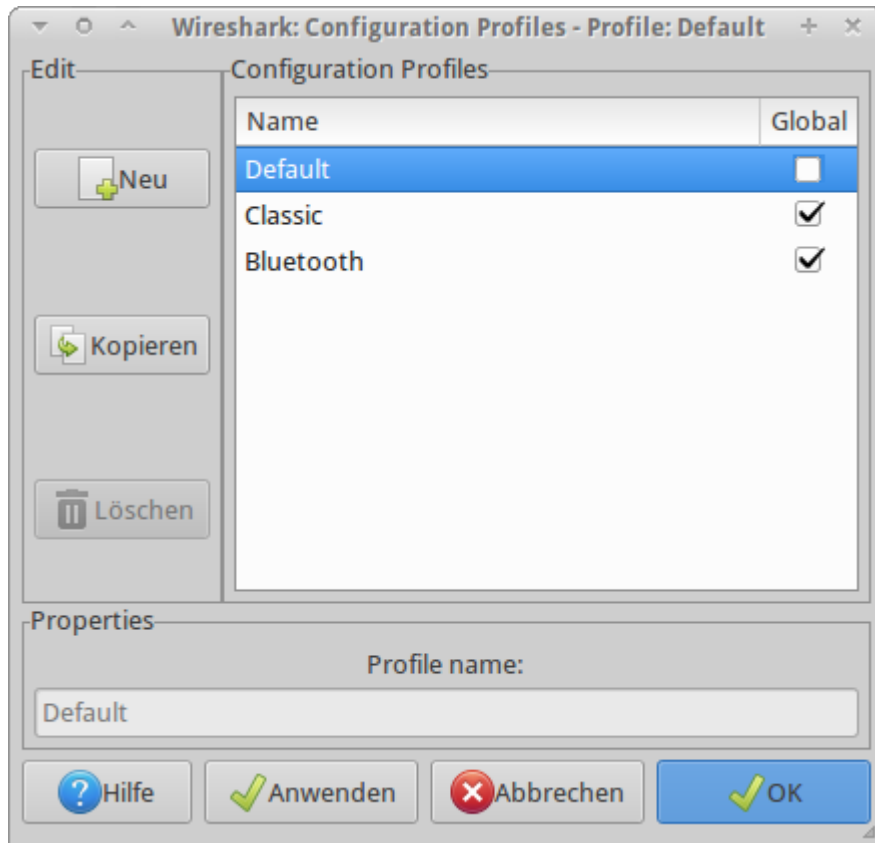 Wireshark: Configuration Profiles - Profile: Default
Edit
Neu
Kopieren
Löschen
Configuration Profiles
Name Global
Default
Classic
Bluetooth
Properties
Profile name:
Default
Hilfe Anwenden Abbrechen OK